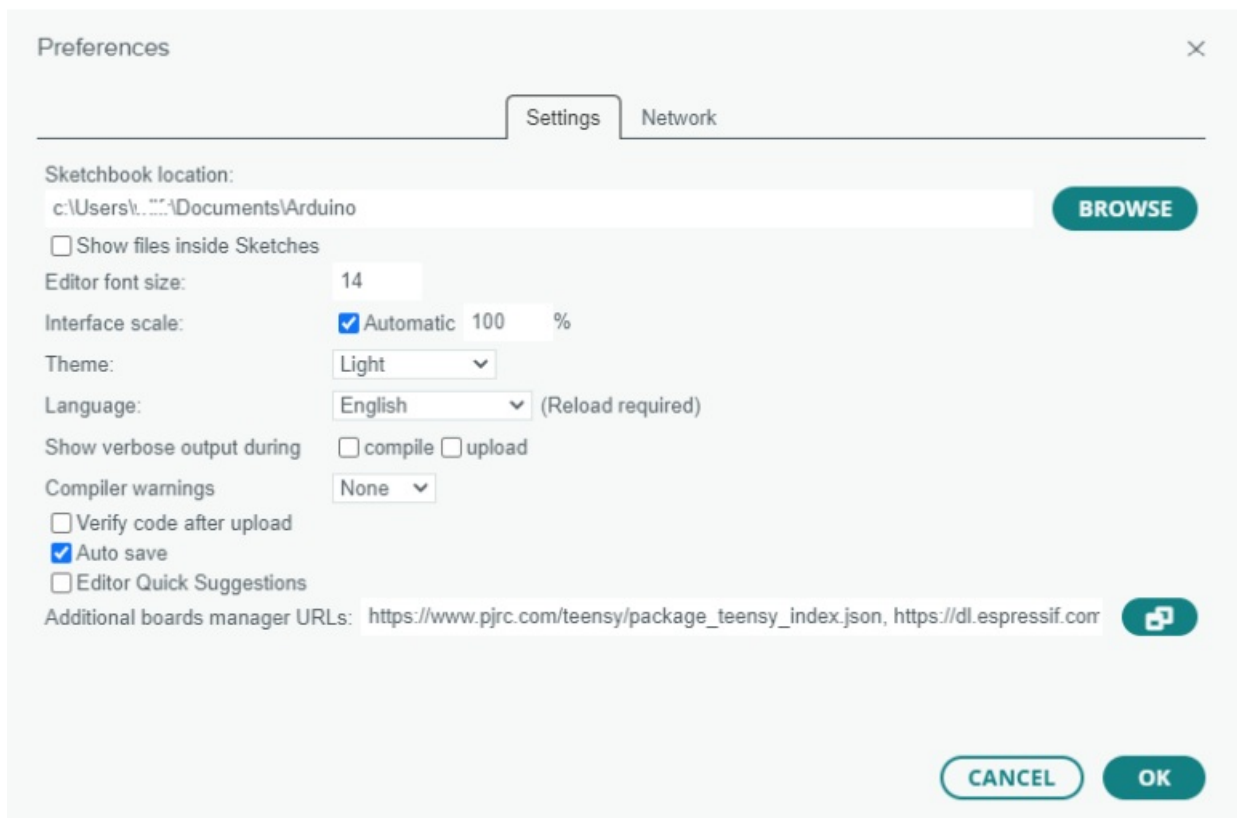 Preferences
Settings Network
Sketchbook location:
c:\Users\ \Documents\Arduino
BROWSE
Show files inside Sketches
Editor font size: 14
Interface scale: Automatic 100 %
Theme: Light
Language: English (Reload required)
Show verbose output during compile upload
Compiler warnings None
Verify code after upload
Auto save
Editor Quick Suggestions
Additional boards manager URLs: https://www.pjrc.com/teensy/package_teensy_index.json, https://dl.espressif.com
CANCEL OK